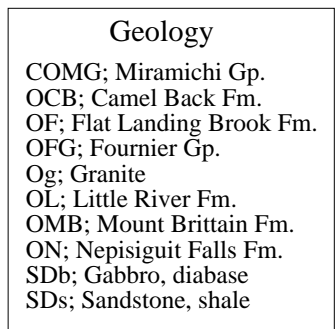 Geology
COMG; Miramichi Gp.
OCB; Camel Back Fm.
OF; Flat Landing Brook Fm.
OFG; Fournier Gp.
Og; Granite
OL; Little River Fm.
OMB; Mount Brittain Fm.
ON; Nepisiguit Falls Fm.
SDb; Gabbro, diabase
SDs; Sandstone, shale